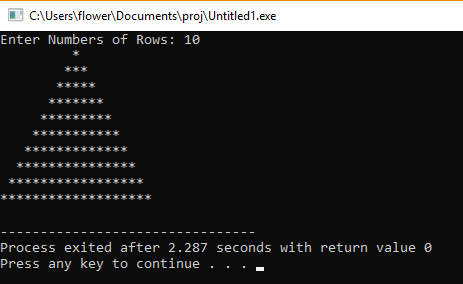 C:\Users\flower\Documents\proj\Untitled1.exe
Enter Numbers of Rows: 10
         *
        ***
       *****
      *******
     *********
    ***********
   *************
  ***************
 *****************
*******************

--------------------------------
Process exited after 2.287 seconds with return value 0
Press any key to continue . . .